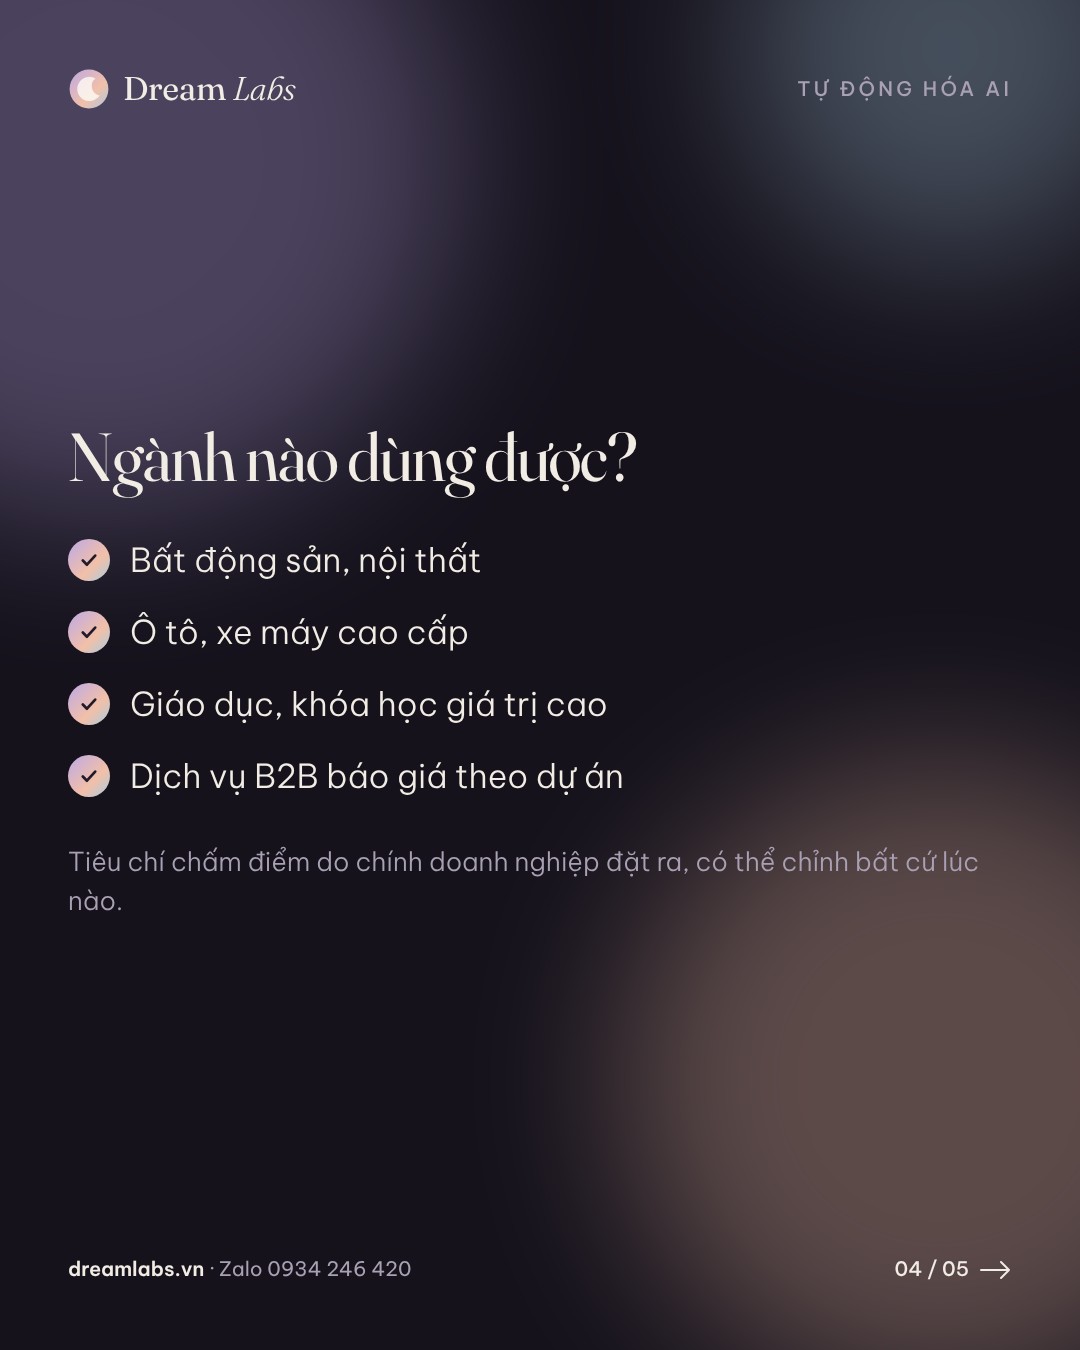 Dream Labs
TỰ ĐỘNG HÓA AI
Ngành nào dùng được?
Bất động sản, nội thất
Ô tô, xe máy cao cấp
Giáo dục, khóa học giá trị cao
Dịch vụ B2B báo giá theo dự án
Tiêu chí chấm điểm do chính doanh nghiệp đặt ra, có thể chỉnh bất cứ lúc
nào.
dreamlabs.vn · Zalo 0934 246 420
04 / 05 →